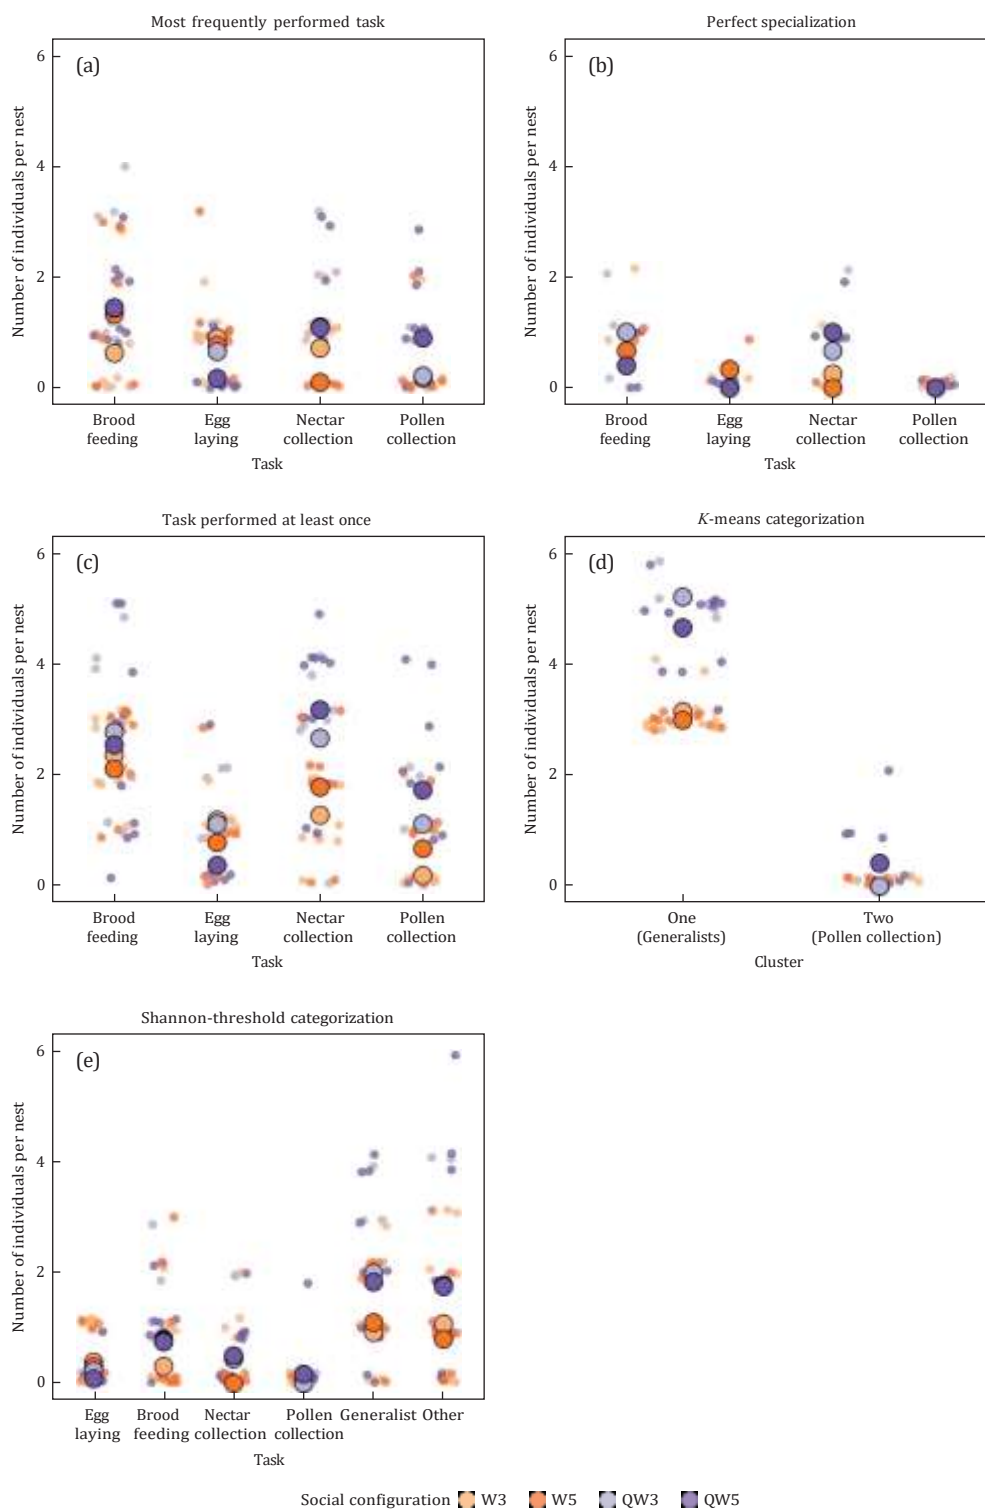 Most frequently performed task
(a)
Number of individuals per nest
6
4
2
0
Brood feeding
Egg laying
Nectar collection
Pollen collection
Task
Perfect specialization
(b)
Number of individuals per nest
6
4
2
0
Brood feeding
Egg laying
Nectar collection
Pollen collection
Task
Task performed at least once
(c)
Number of individuals per nest
6
4
2
0
Brood feeding
Egg laying
Nectar collection
Pollen collection
Task
K-means categorization
(d)
Number of individuals per nest
6
4
2
0
One (Generalists)
Two (Pollen collection)
Cluster
Shannon-threshold categorization
(e)
Number of individuals per nest
6
4
2
0
Egg laying
Brood feeding
Nectar collection
Pollen collection
Generalist
Other
Task
Social configuration W3 W5 QW3 QW5